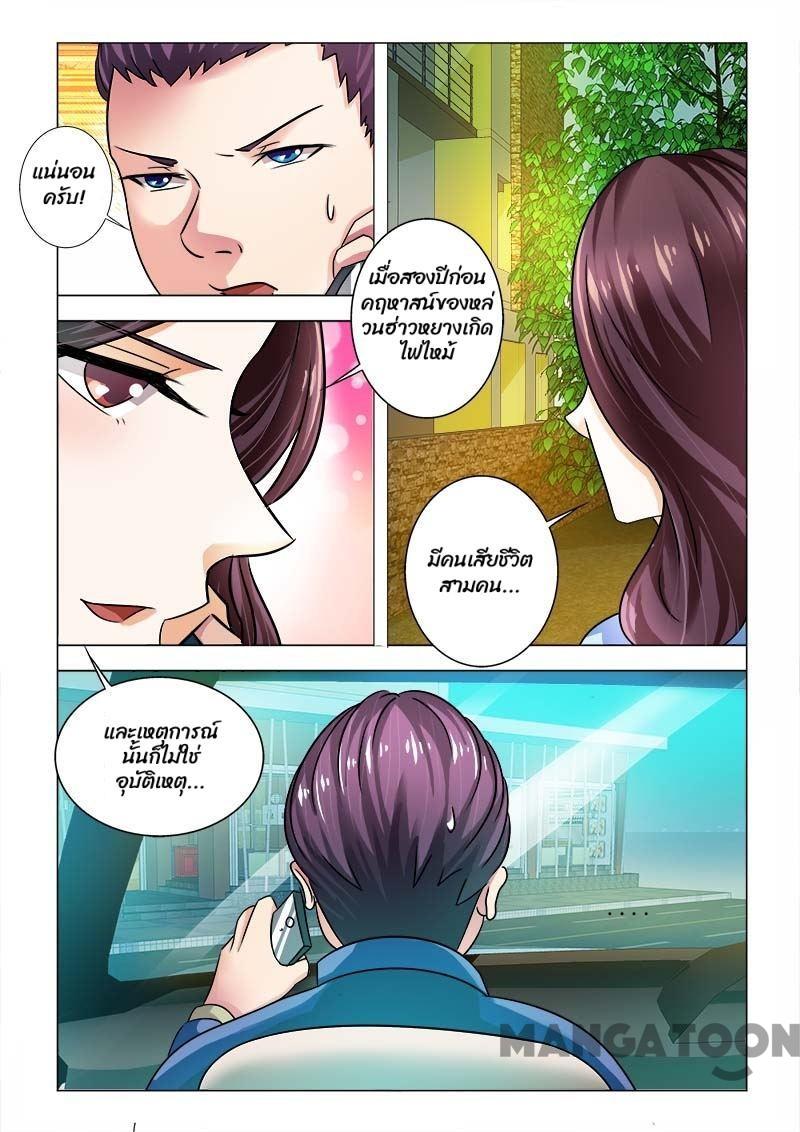 แน่นอน
ครับ!
เมื่อสองปีก่อน
คฤหาสน์ของหล่
วนฮ่าวหยางเกิด
ไฟไหม้
มีคนเสียชีวิต
สามคน...
และเหตุการณ์
นั้นก็ไม่ใช่
อุบัติเหตุ...
....
MANGATOON